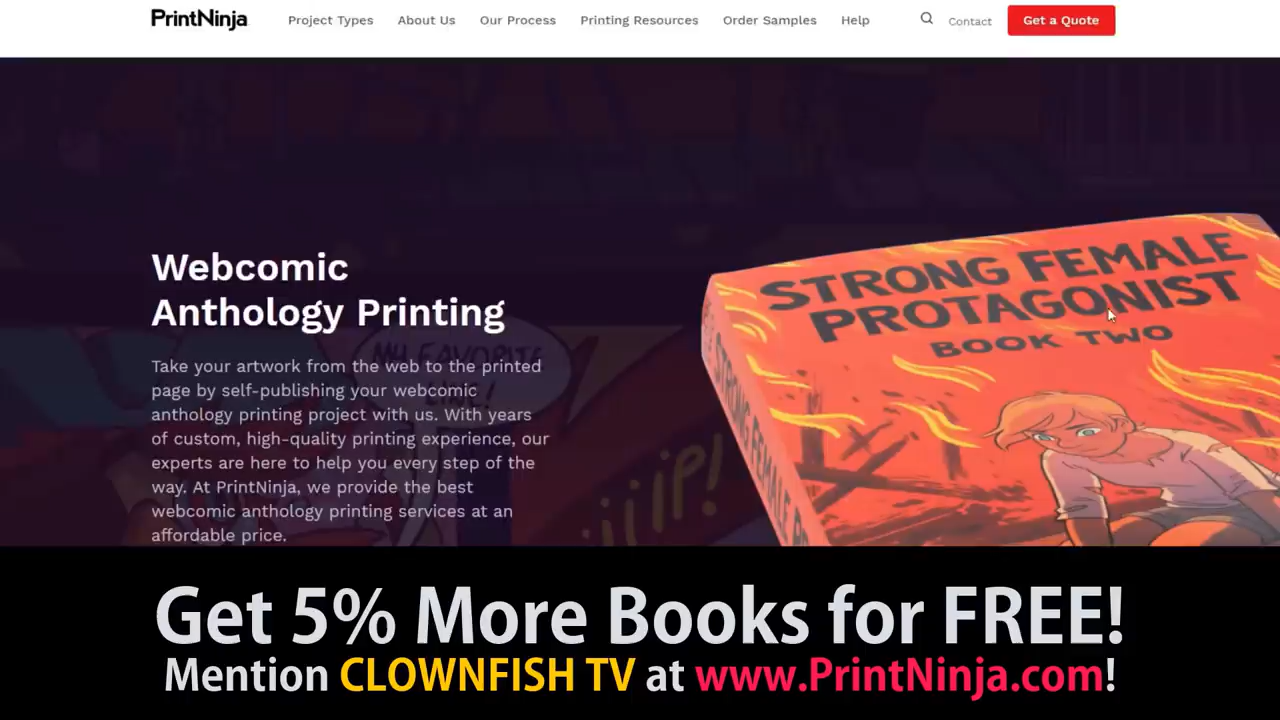 PrintNinja
Project Types
About Us
Our Process
Printing Resources
Order Samples
Help
Contact
Get a Quote
Webcomic
Anthology Printing
Take your artwork from the web to the printed
page by self-publishing your webcomic
anthology printing project with us. With years
of custom, high-quality printing experience, our
experts are here to help you every step of the
way. At PrintNinja, we provide the best
webcomic anthology printing services at an
affordable price.
MY FAVORITE
STRONG FEMALE
PROTAGONIST
BOOK TWO
STRONG FEMALE
Get 5% More Books for FREE!
Mention CLOWNFISH TV at www.PrintNinja.com!